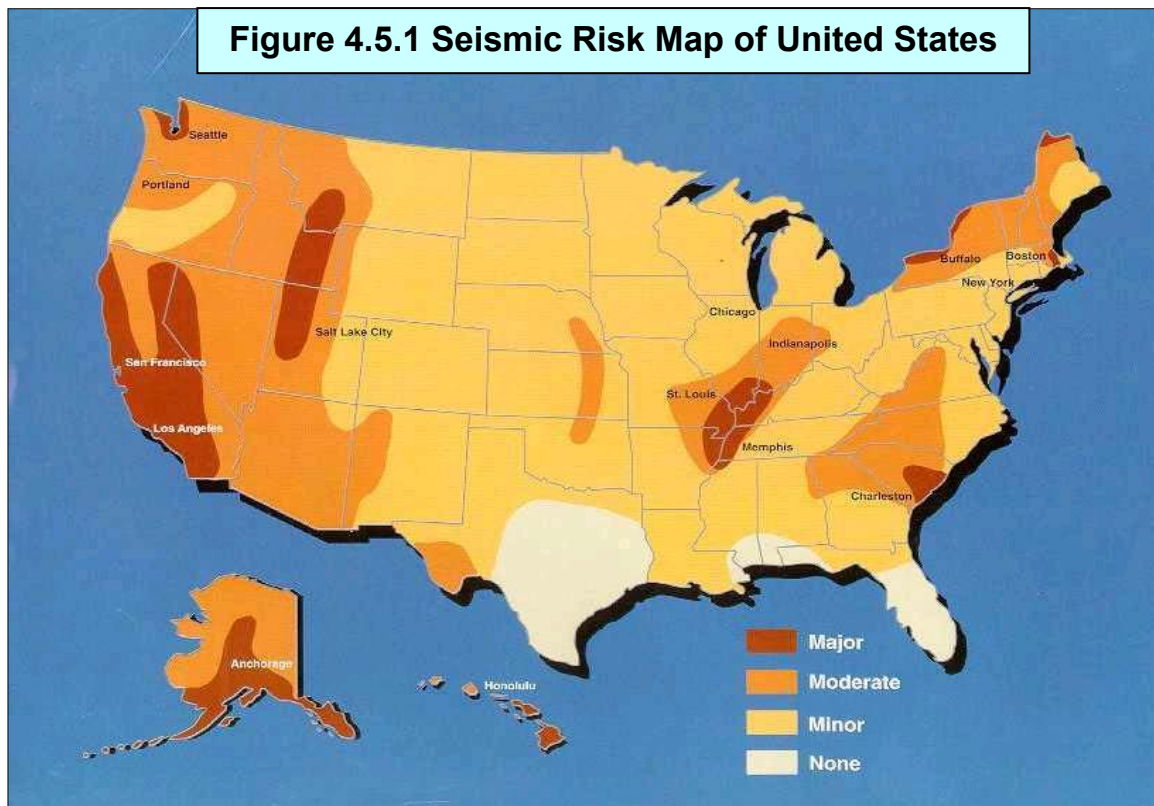 Figure 4.5.1 Seismic Risk Map of United States
Seattle
Portland
Buffalo
Boston
New York
Chicago
Salt Lake City
Indianapolis
San Francisco
St. Louis
Los Angeles
Memphis
Charleston
Anchorage
Honolulu
Major
Moderate
Minor
None